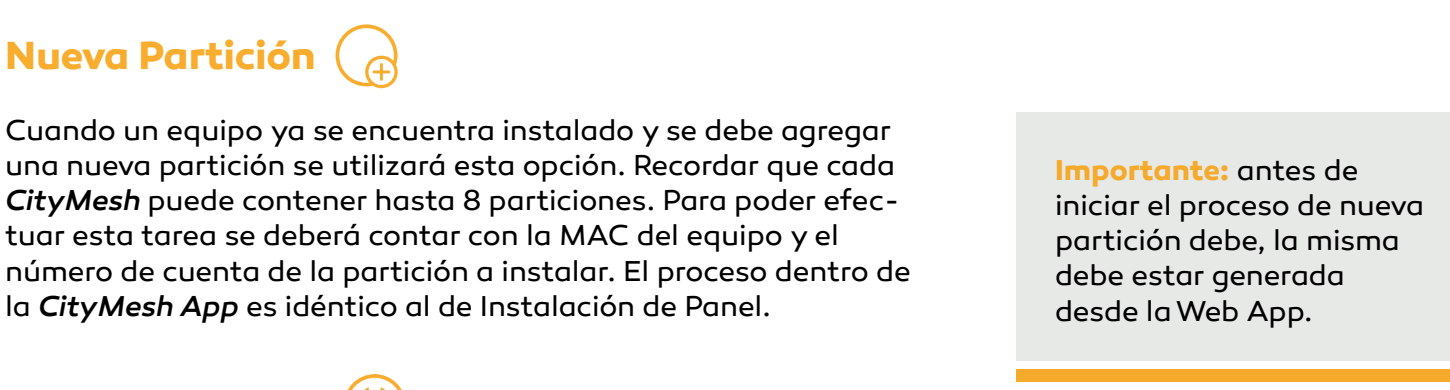 Nueva Partición
Cuando un equipo ya se encuentra instalado y se debe agregar
una nueva partición se utilizará esta opción. Recordar que cada
CityMesh puede contener hasta 8 particiones. Para poder efec-
tuar esta tarea se deberá contar con la MAC del equipo y el
número de cuenta de la partición a instalar. El proceso dentro de
la CityMesh App es idéntico al de Instalación de Panel.
Importante: antes de
iniciar el proceso de nueva
partición debe, la misma
debe estar generada
desde la Web App.